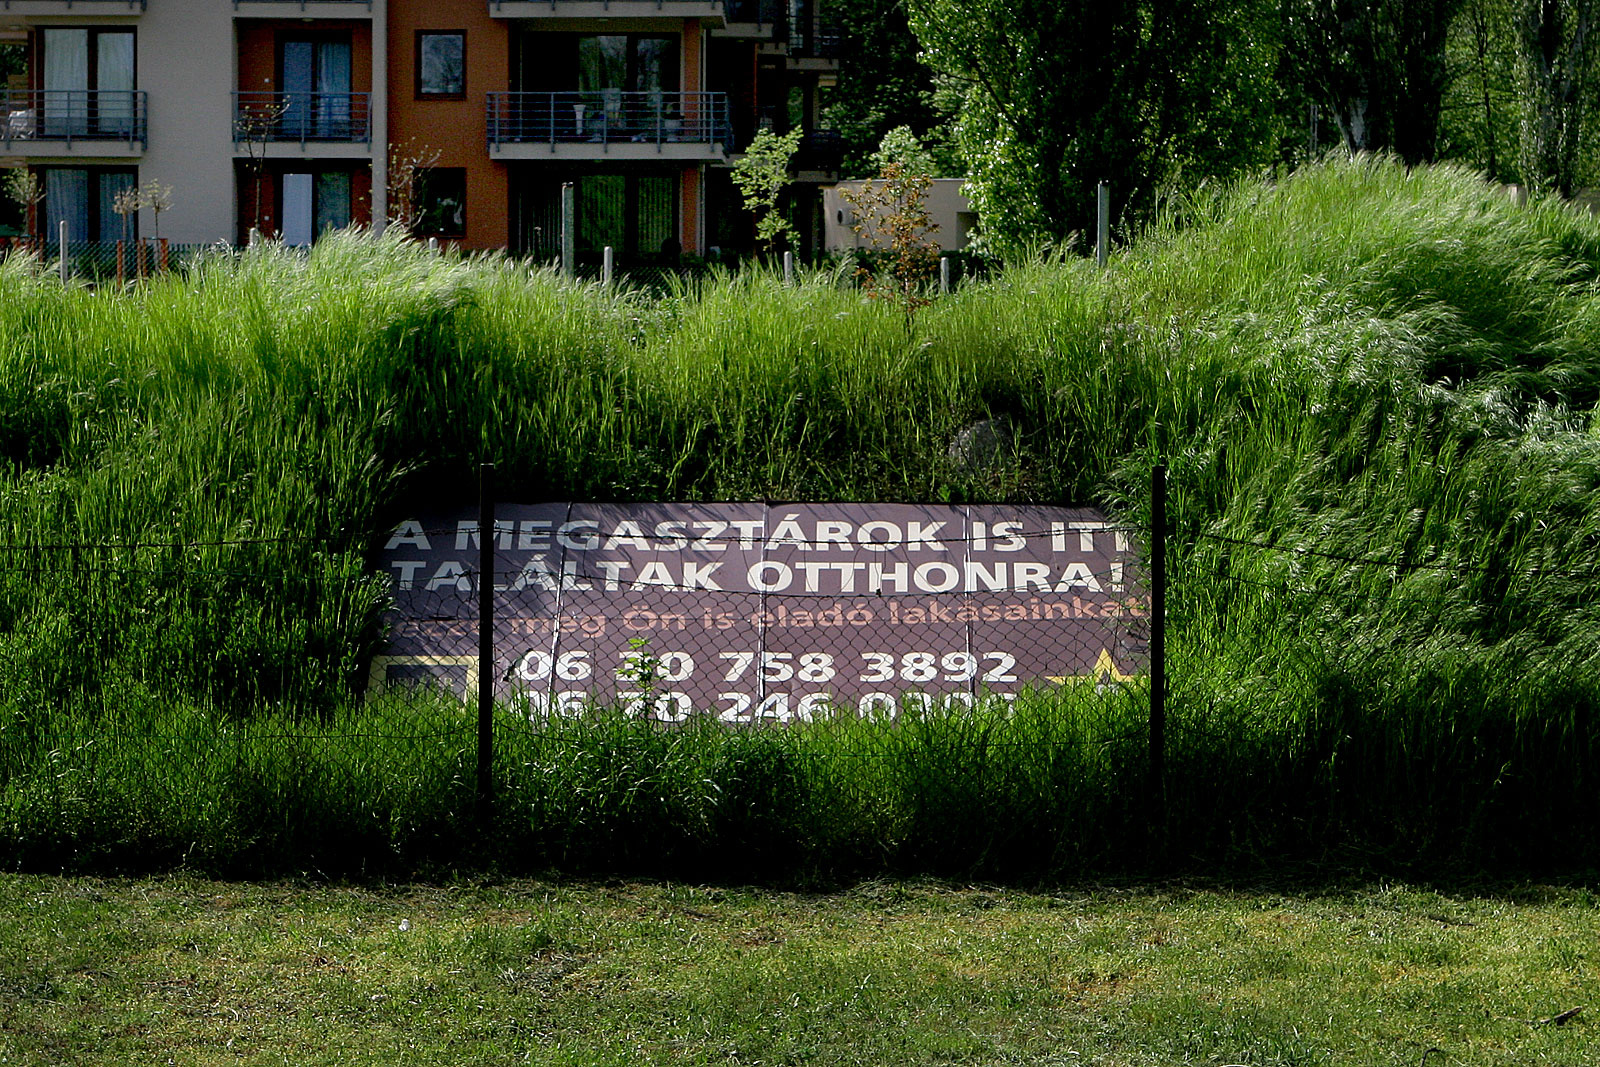 A MEGASZTÁROK IS ITT
TALÁLTAK OTTHONRA!
meg Ön is eladó lakásainkat
06 30 758 3892
06 70 246